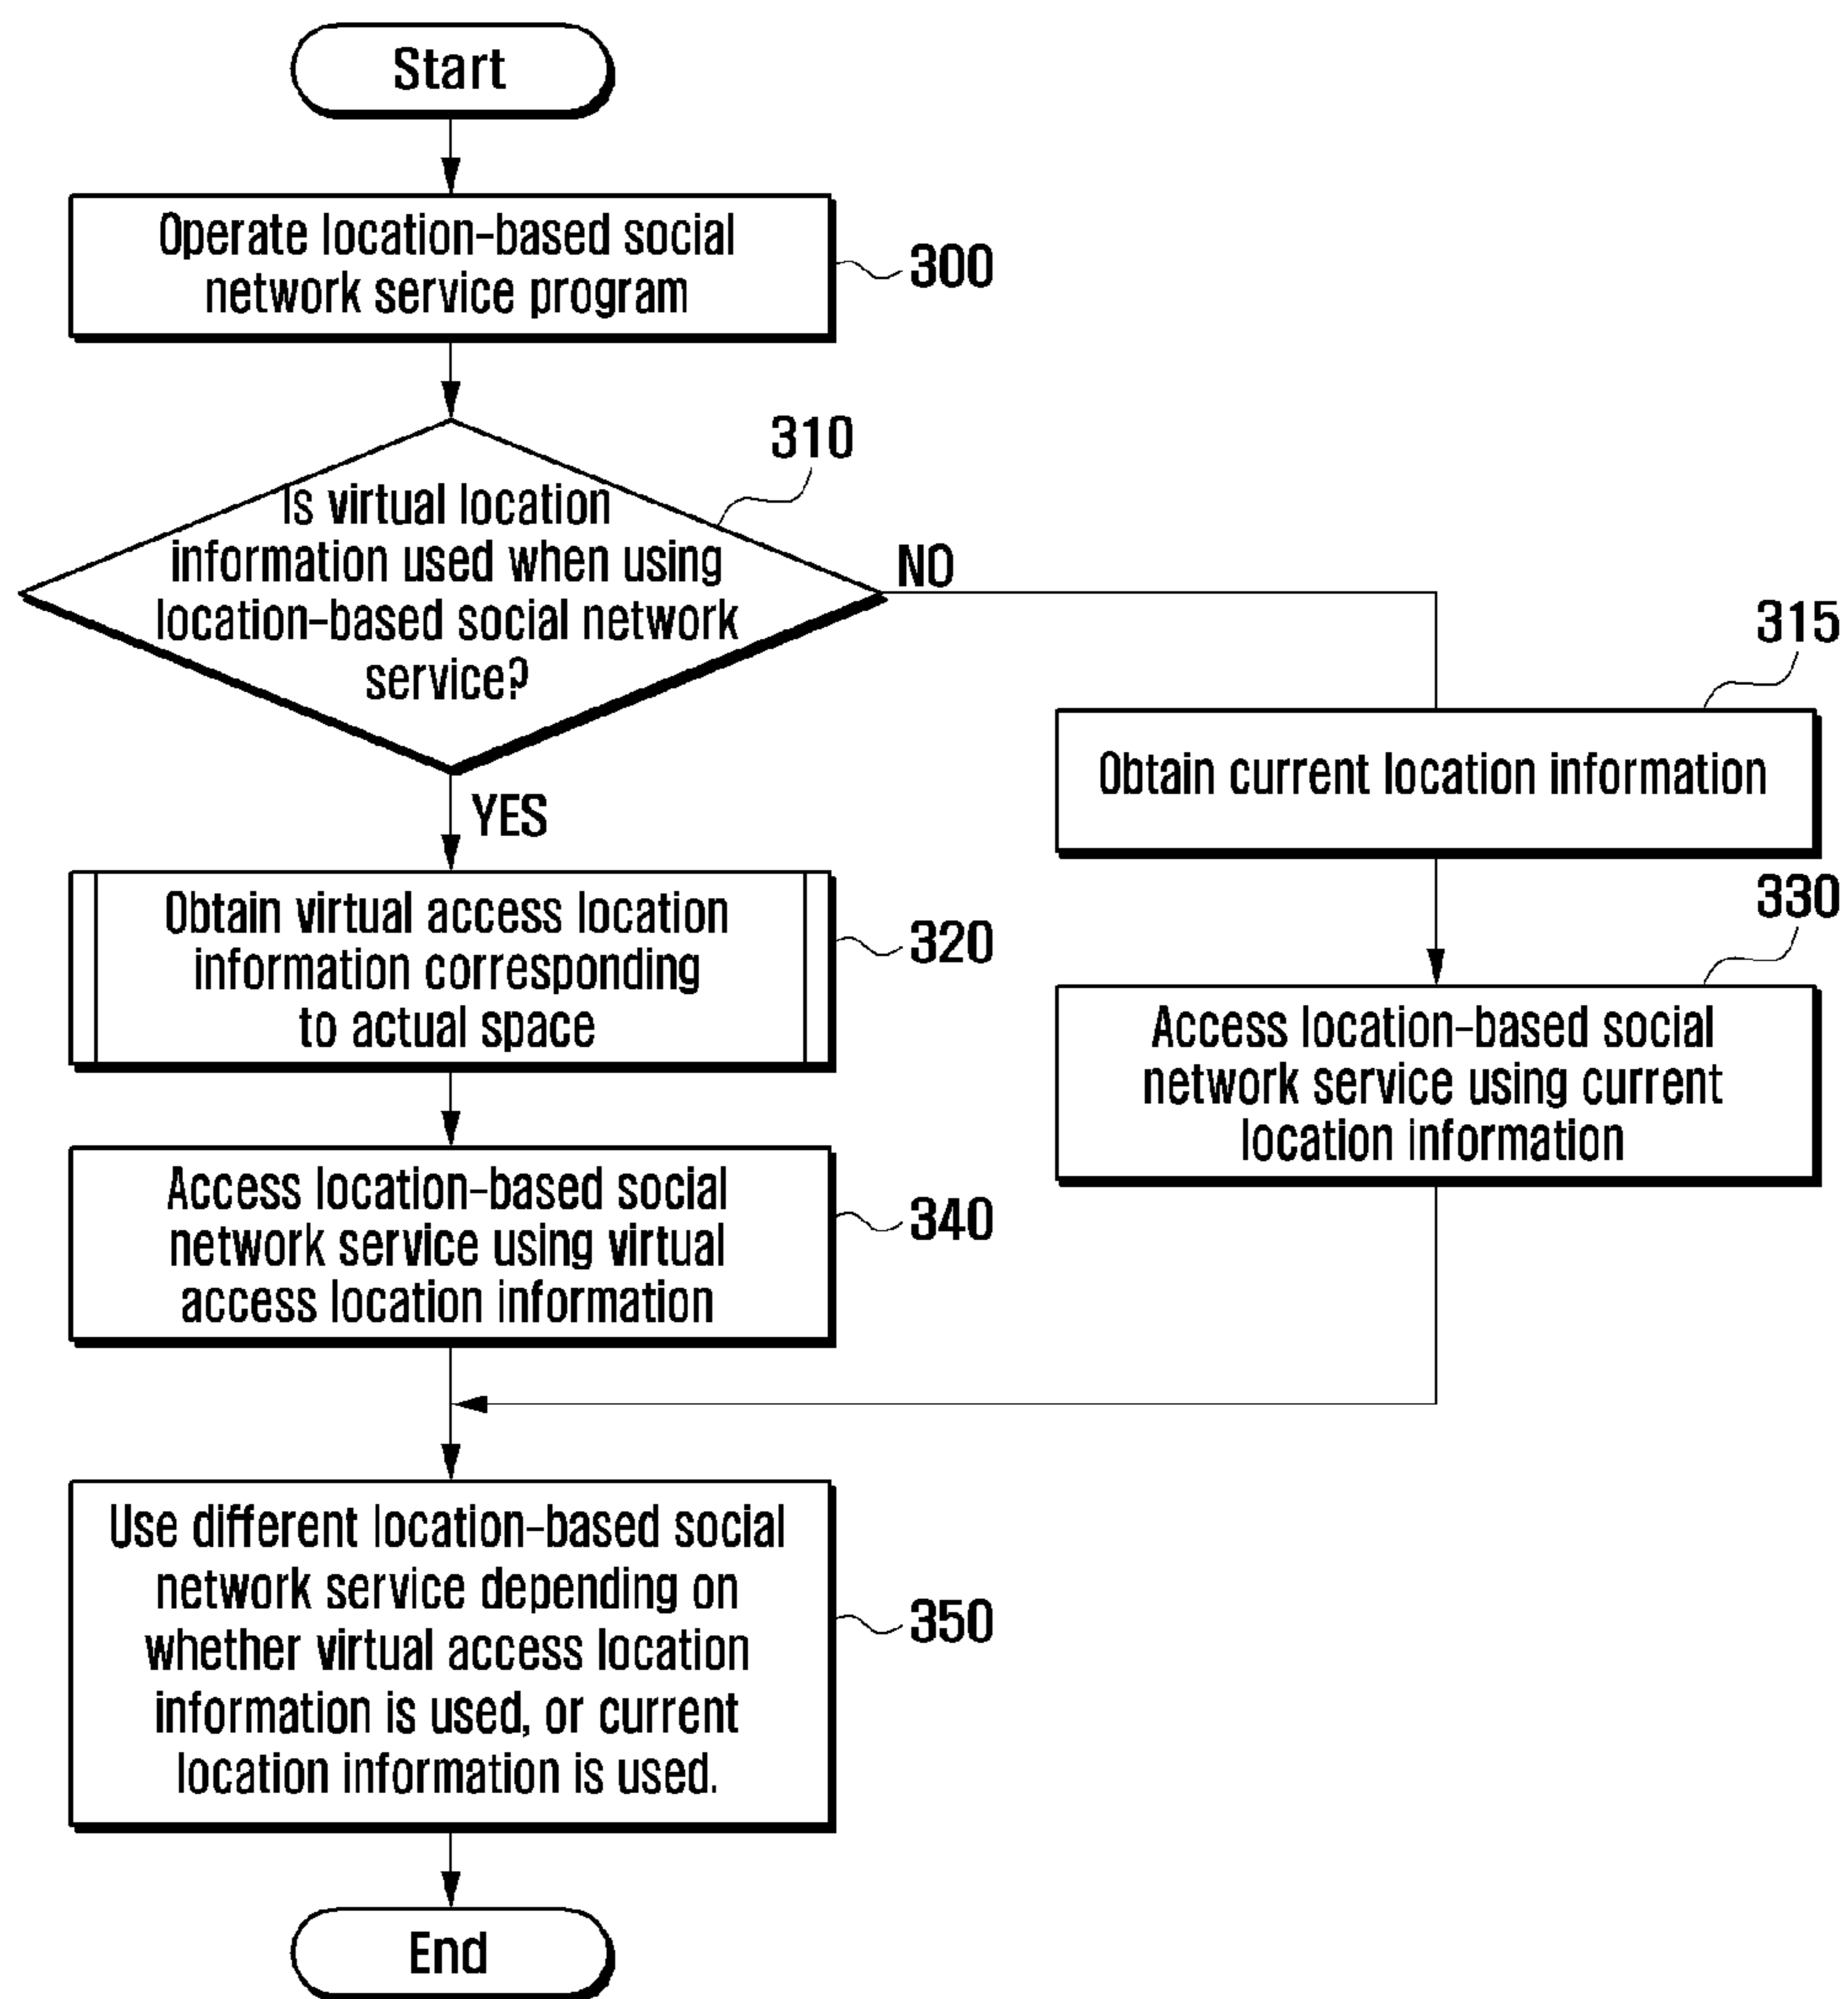 Start
Operate location-based social
network service program
300
310
Is virtual location
information used when using
location-based social network
service?
NO
YES
315
Obtain current location information
Obtain virtual access location
information corresponding
to actual space
320
330
Access location-based social
network service using current
location information
Access location-based social
network service using virtual
access location information
340
Use different location-based social
network service depending on
whether virtual access location
information is used, or current
location information is used.
350
End